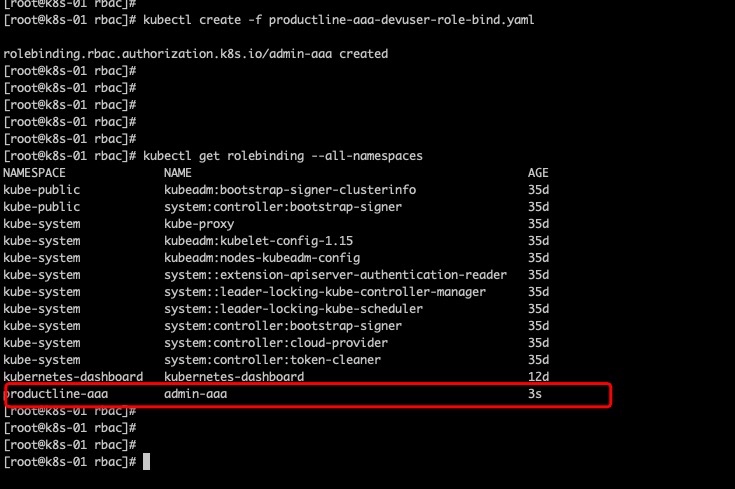 [root@k8s-01 rbac]#
[root@k8s-01 rbac]# kubectl create -f productline-aaa-devuser-role-bind.yaml
rolebinding.rbac.authorization.k8s.io/admin-aaa created
[root@k8s-01 rbac]#
[root@k8s-01 rbac]#
[root@k8s-01 rbac]#
[root@k8s-01 rbac]#
[root@k8s-01 rbac]#
[root@k8s-01 rbac]# kubectl get rolebinding --all-namespaces
NAMESPACE NAME AGE
kube-public kubeadm:bootstrap-signer-clusterinfo 35d
kube-public system:controller:bootstrap-signer 35d
kube-system kube-proxy 35d
kube-system kubeadm:kubelet-config-1.15 35d
kube-system kubeadm:nodes-kubeadm-config 35d
kube-system system::extension-apiserver-authentication-reader 35d
kube-system system::leader-locking-kube-controller-manager 35d
kube-system system::leader-locking-kube-scheduler 35d
kube-system system:controller:bootstrap-signer 35d
kube-system system:controller:cloud-provider 35d
kube-system system:controller:token-cleaner 35d
kubernetes-dashboard kubernetes-dashboard 12d
productline-aaa admin-aaa 3s
[root@k8s-01 rbac]#
[root@k8s-01 rbac]#
[root@k8s-01 rbac]#
[root@k8s-01 rbac]#